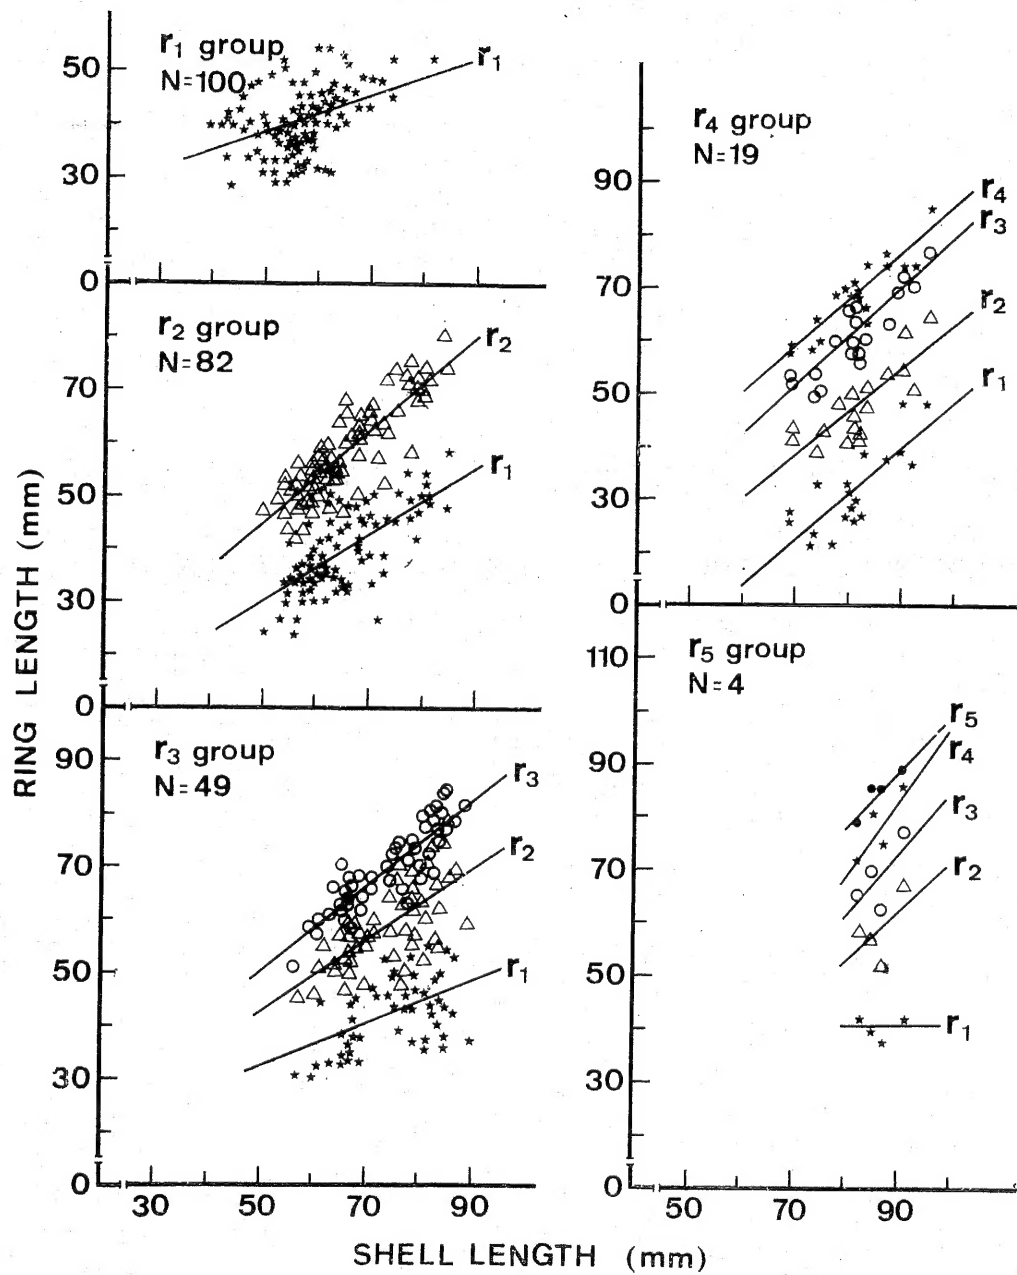 r1 group
N=100
50
30
0
r1
r2 group
N=82
70
50
30
0
r2
r1
r3 group
N=49
90
70
50
30
0
r3
r2
r1
30 50 70 90
r4 group
N=19
90
70
50
30
0
r4
r3
r2
r1
r5 group
N=4
110
90
70
50
30
0
r5
r4
r3
r2
r1
50 70 90
RING LENGTH (mm)
SHELL LENGTH (mm)